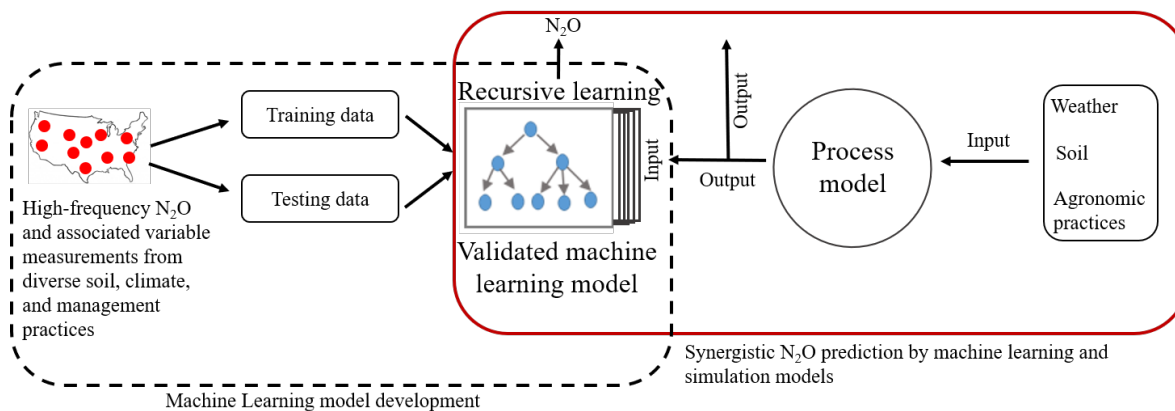 N₂O
Recursive learning
Training data
Testing data
High-frequency N₂O
and associated variable
measurements from
diverse soil, climate,
and management
practices
Validated machine
learning model
Input
Output
Output
Process
model
Input
Weather
Soil
Agronomic
practices
Synergistic N₂O prediction by machine learning and
simulation models
Machine Learning model development